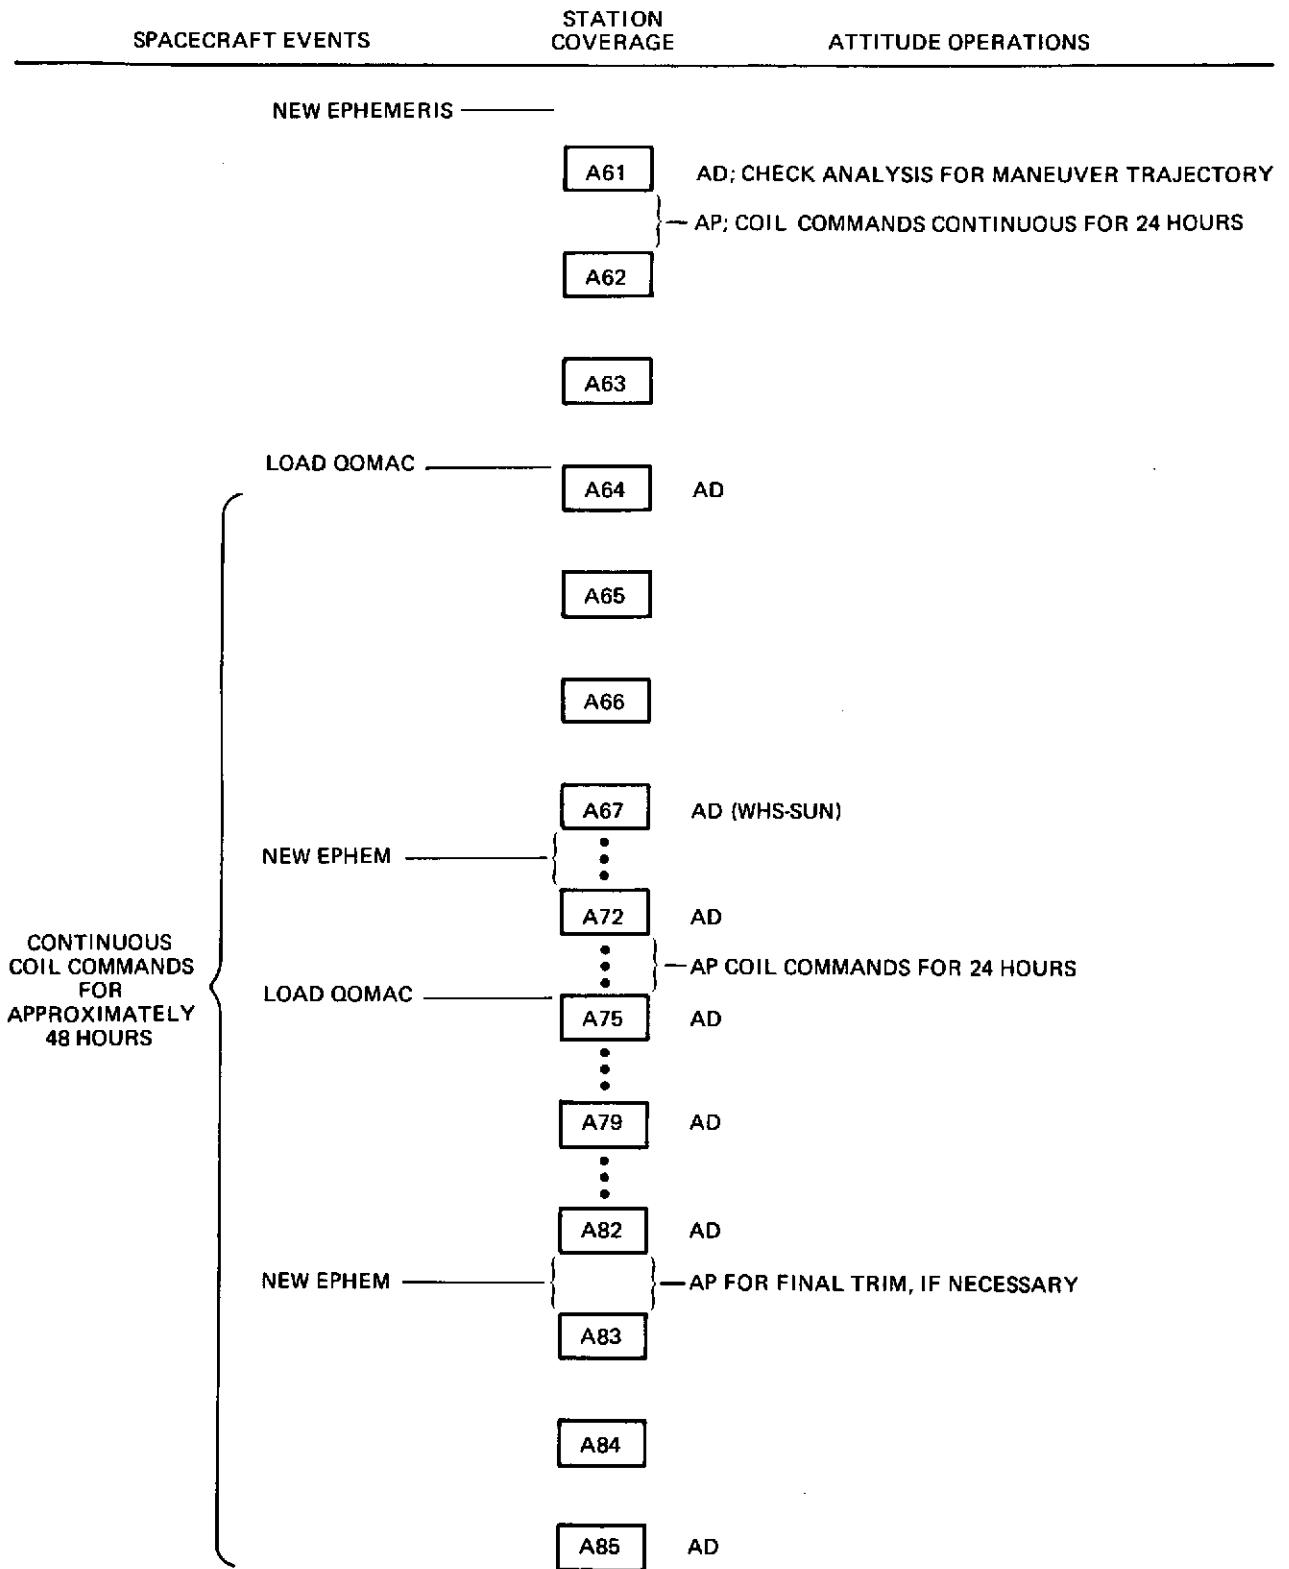 SPACECRAFT EVENTS
STATION
COVERAGE
ATTITUDE OPERATIONS
NEW EPHEMERIS
A61
AD; CHECK ANALYSIS FOR MANEUVER TRAJECTORY
AP; COIL COMMANDS CONTINUOUS FOR 24 HOURS
A62
A63
LOAD QOMAC
A64
AD
A65
A66
A67
AD (WHS-SUN)
NEW EPHEM
A72
AD
CONTINUOUS
COIL COMMANDS
FOR
APPROXIMATELY
48 HOURS
AP COIL COMMANDS FOR 24 HOURS
LOAD QOMAC
A75
AD
A79
AD
A82
AD
NEW EPHEM
AP FOR FINAL TRIM, IF NECESSARY
A83
A84
A85
AD